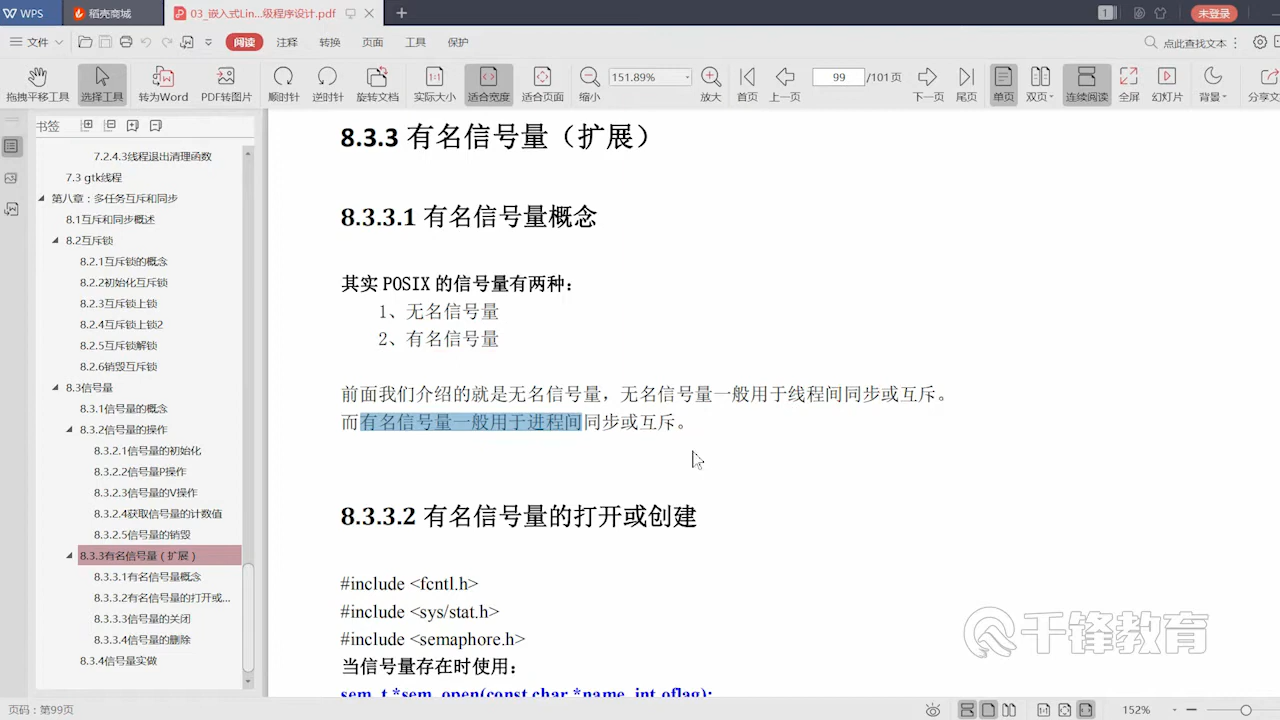 WPS
稻壳商城
03_嵌入式Lin...级程序设计.pdf
1
未登录
文件
阅读
注释
转换
页面
工具
保护
点此查找文本
拖拽平移工具
选择工具
转为Word
PDF转图片
顺时针
逆时针
旋转文档
实际大小
适合宽度
适合页面
缩小
151.89%
放大
首页
上一页
99 /101页
下一页
尾页
单页
双页
连续阅读
全屏
幻灯片
背景
分享文
书签
7.2.4.3线程退出清理函数
7.3 gtk线程
第八章：多任务互斥和同步
8.1互斥和同步概述
8.2互斥锁
8.2.1互斥锁的概念
8.2.2初始化互斥锁
8.2.3互斥锁上锁
8.2.4互斥锁上锁2
8.2.5互斥锁解锁
8.2.6销毁互斥锁
8.3信号量
8.3.1信号量的概念
8.3.2信号量的操作
8.3.2.1信号量的初始化
8.3.2.2信号量P操作
8.3.2.3信号量的V操作
8.3.2.4获取信号量的计数值
8.3.2.5信号量的销毁
8.3.3有名信号量（扩展）
8.3.3.1有名信号量概念
8.3.3.2有名信号量的打开或...
8.3.3.3信号量的关闭
8.3.3.4信号量的删除
8.3.4信号量实做
8.3.3 有名信号量（扩展）
8.3.3.1 有名信号量概念
其实 POSIX 的信号量有两种：
1、无名信号量
2、有名信号量
前面我们介绍的就是无名信号量，无名信号量一般用于线程间同步或互斥。
而有名信号量一般用于进程间同步或互斥。
8.3.3.2 有名信号量的打开或创建
#include <fcntl.h>
#include <sys/stat.h>
#include <semaphore.h>
当信号量存在时使用：
sem_t *sem_open(const char *name, int oflag);
千锋教育
页码：第99页
152%